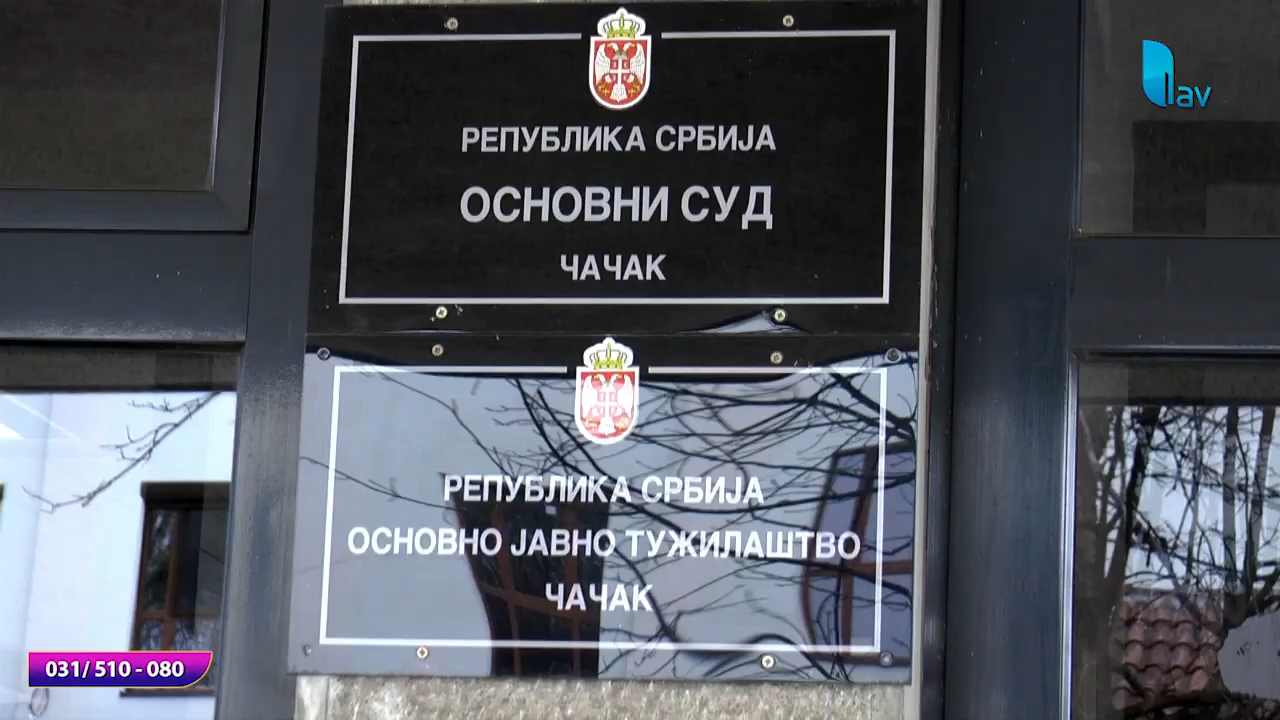 РЕПУБЛИКА СРБИЈА
ОСНОВНИ СУД
ЧАЧАК
РЕПУБЛИКА СРБИЈА
ОСНОВНО ЈАВНО ТУЖИЛАШТВО
ЧАЧАК
lav
031/ 510 - 080